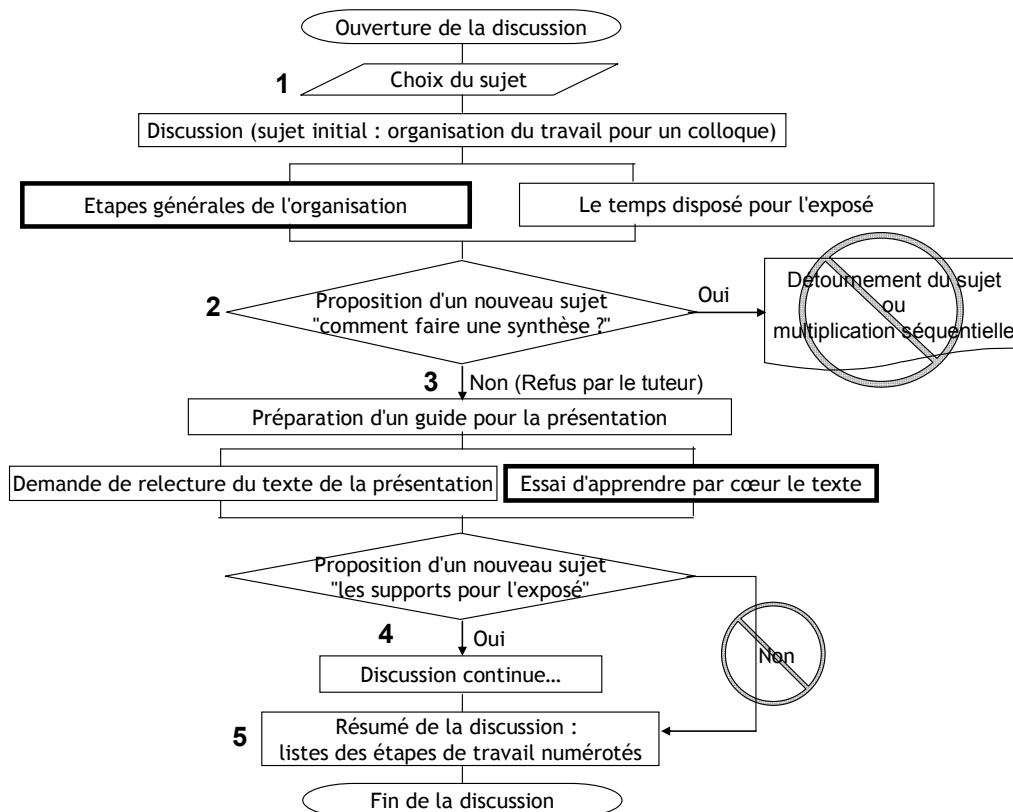 Ouverture de la discussion
1
Choix du sujet
Discussion (sujet initial : organisation du travail pour un colloque)
Etapes générales de l'organisation
Le temps disposé pour l'exposé
2
Proposition d'un nouveau sujet
"comment faire une synthèse ?"
Oui
Détournement du sujet
ou
multiplication séquentielle
3
Non (Refus par le tuteur)
Préparation d'un guide pour la présentation
Demande de relecture du texte de la présentation
Essai d'apprendre par cœur le texte
Proposition d'un nouveau sujet
"les supports pour l'exposé"
4
Oui
Non
Discussion continue…
5
Résumé de la discussion :
listes des étapes de travail numérotés
Fin de la discussion